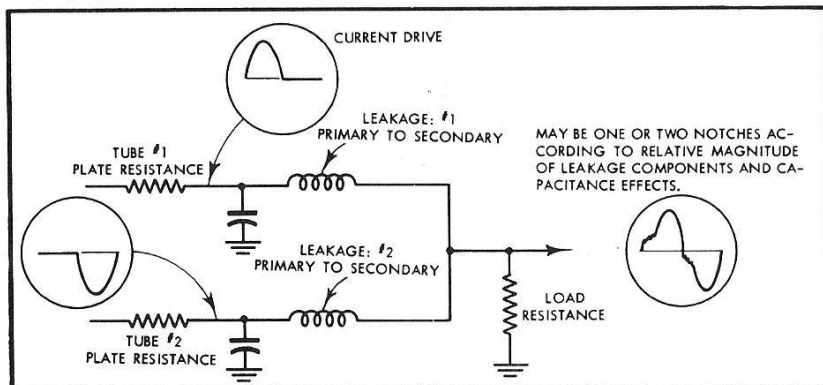 CURRENT DRIVE
LEAKAGE: #1
PRIMARY TO SECONDARY
TUBE #1
PLATE RESISTANCE
MAY BE ONE OR TWO NOTCHES AC-
CORDING TO RELATIVE MAGNITUDE
OF LEAKAGE COMPONENTS AND CA-
PACITANCE EFFECTS.
LEAKAGE: #2
PRIMARY TO SECONDARY
LOAD
RESISTANCE
TUBE #2
PLATE RESISTANCE